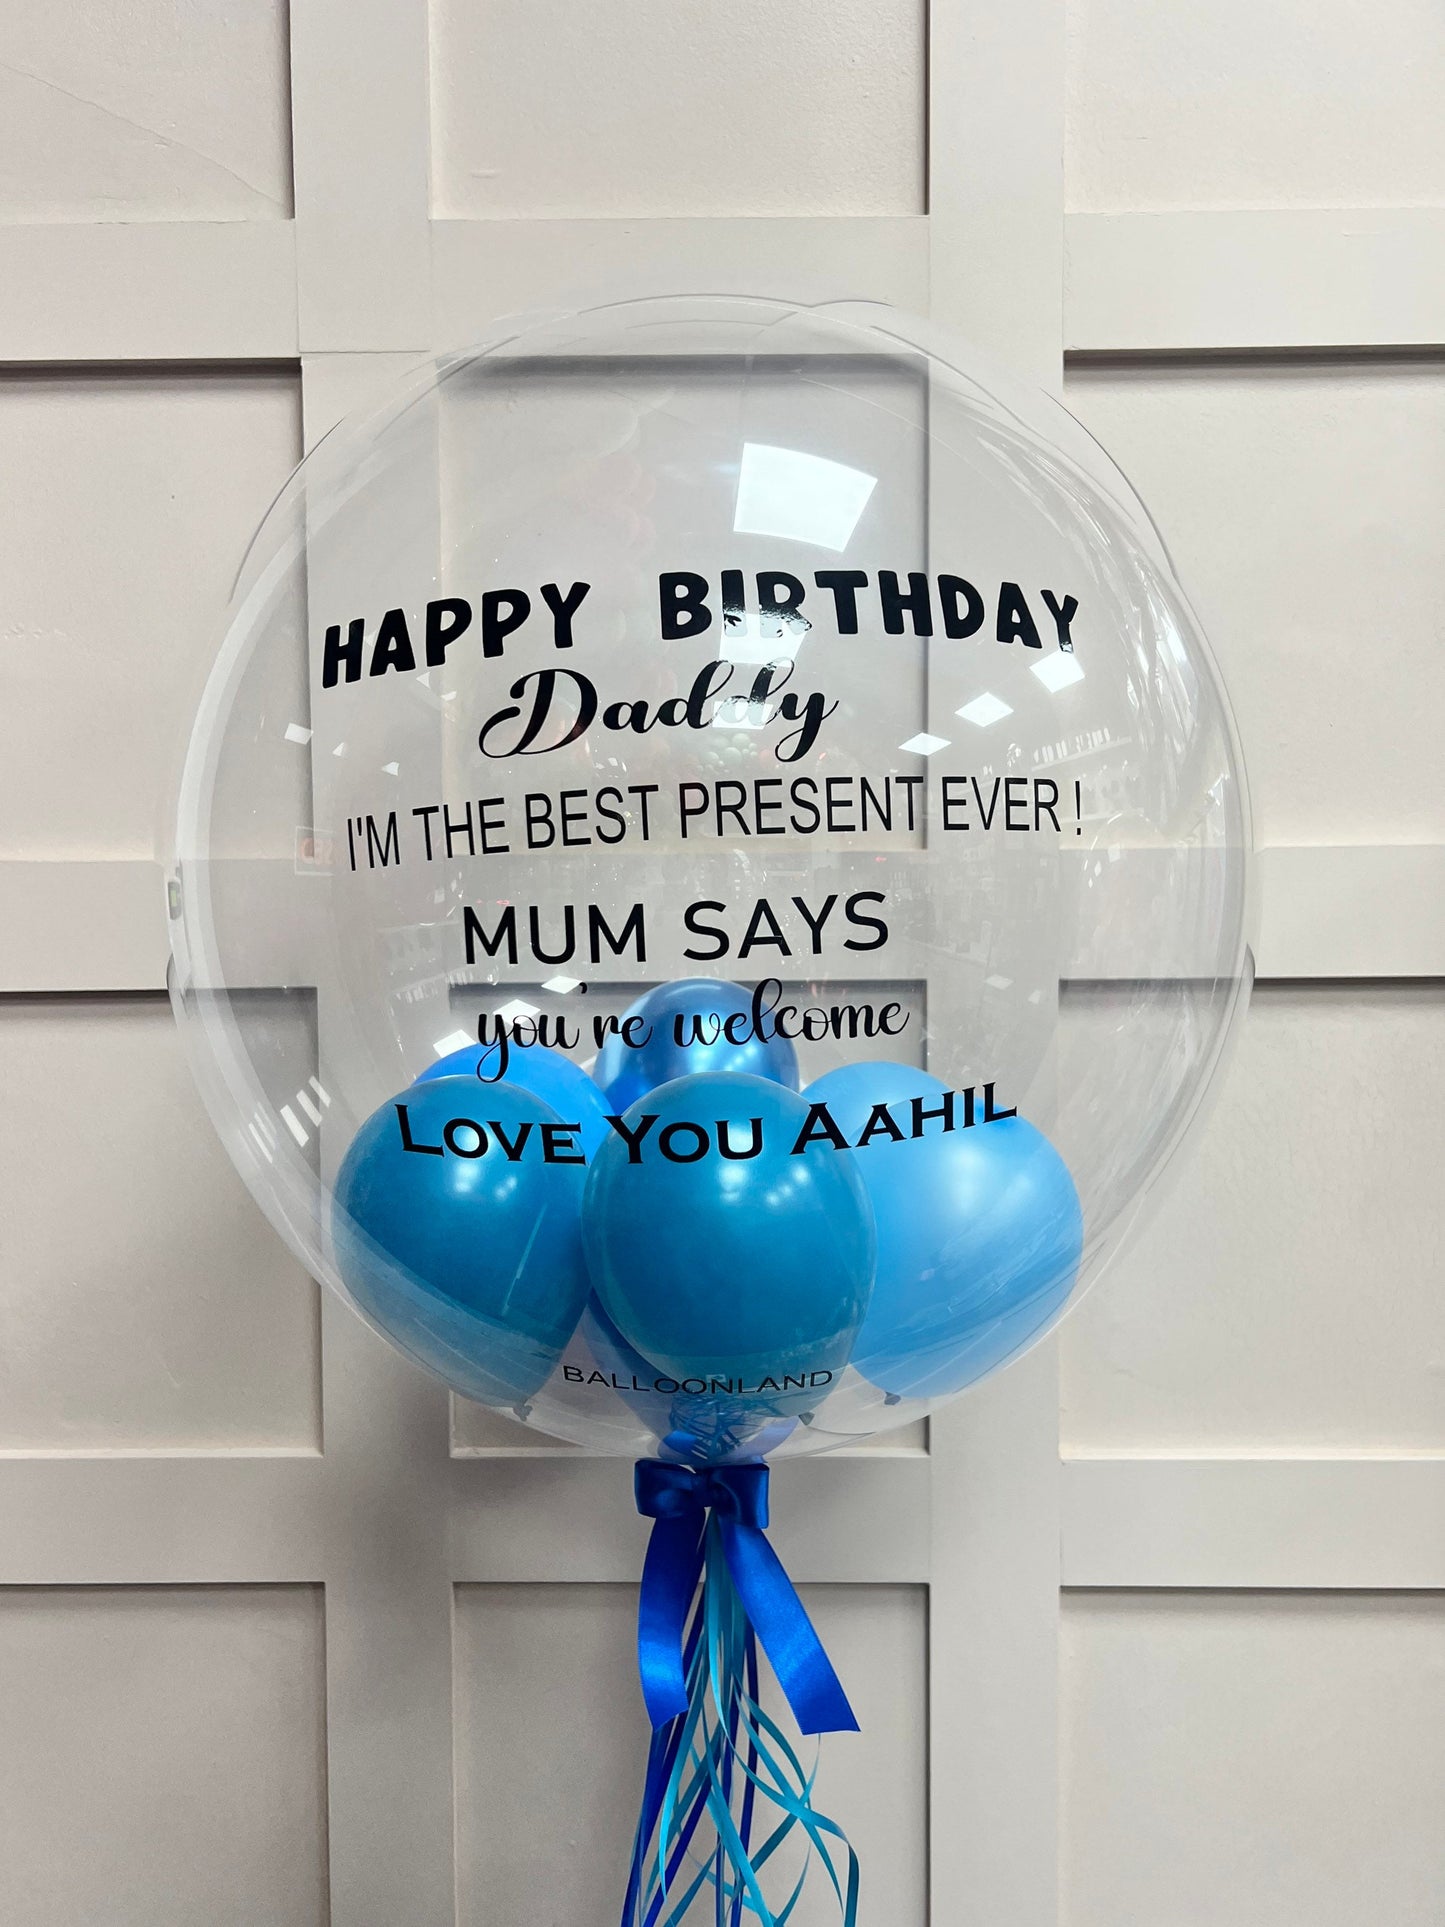 HAPPY BIRTHDAY
Daddy
I'M THE BEST PRESENT EVER !
MUM SAYS
you're welcome
LOVE YOU AAHIL
BALLOONLAND